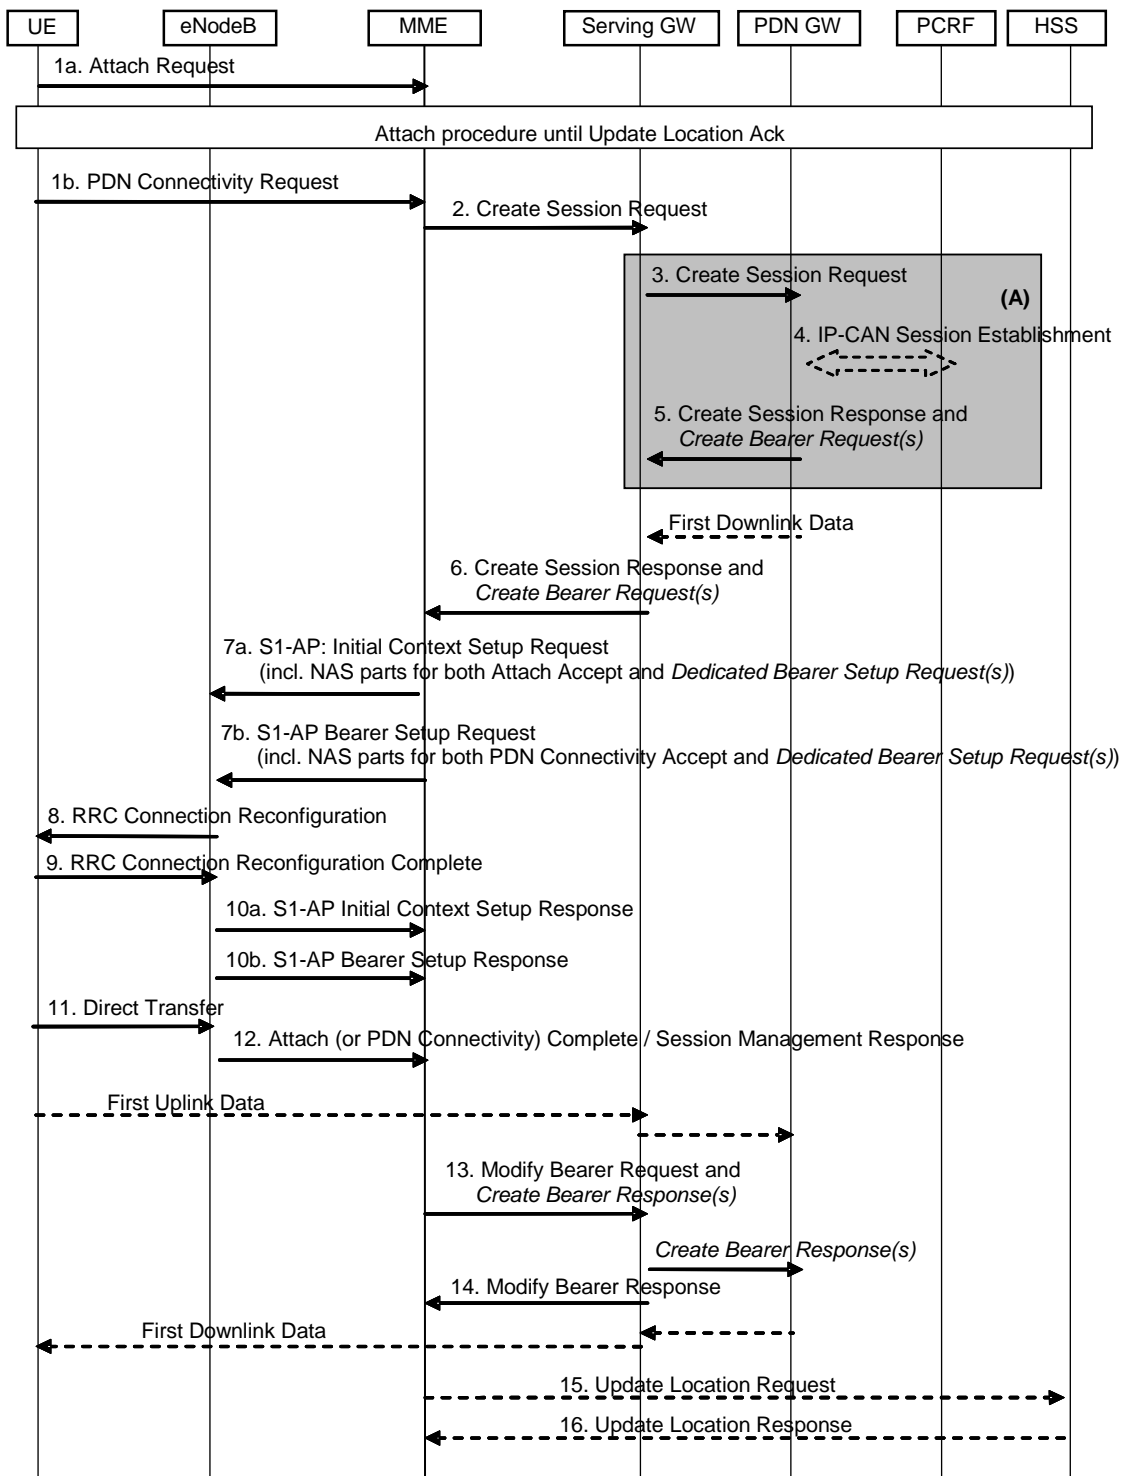 UE eNodeB MME Serving GW PDN GW PCRF HSS
1a. Attach Request
Attach procedure until Update Location Ack
1b. PDN Connectivity Request
2. Create Session Request
3. Create Session Request
(A)
4. IP-CAN Session Establishment
5. Create Session Response and
Create Bearer Request(s)
First Downlink Data
6. Create Session Response and
Create Bearer Request(s)
7a. S1-AP: Initial Context Setup Request
(incl. NAS parts for both Attach Accept and Dedicated Bearer Setup Request(s))
7b. S1-AP Bearer Setup Request
(incl. NAS parts for both PDN Connectivity Accept and Dedicated Bearer Setup Request(s))
8. RRC Connection Reconfiguration
9. RRC Connection Reconfiguration Complete
10a. S1-AP Initial Context Setup Response
10b. S1-AP Bearer Setup Response
11. Direct Transfer
12. Attach (or PDN Connectivity) Complete / Session Management Response
First Uplink Data
13. Modify Bearer Request and
Create Bearer Response(s)
Create Bearer Response(s)
14. Modify Bearer Response
First Downlink Data
15. Update Location Request
16. Update Location Response